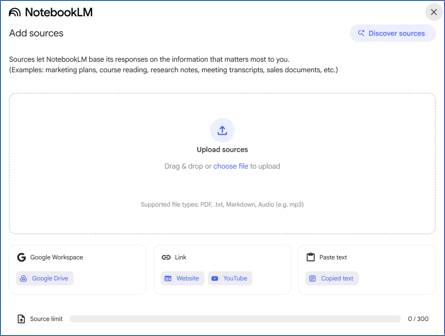 NotebookLM
Add sources
Discover sources
Sources let NotebookLM base its responses on the information that matters most to you.
(Examples: marketing plans, course reading, research notes, meeting transcripts, sales documents, etc.)
Upload sources
Drag & drop or choose file to upload
Supported file types: PDF, .txt, Markdown, Audio (e.g. mp3)
Google Workspace
Google Drive
Link
Website
YouTube
Paste text
Copied text
Source limit
0 / 300